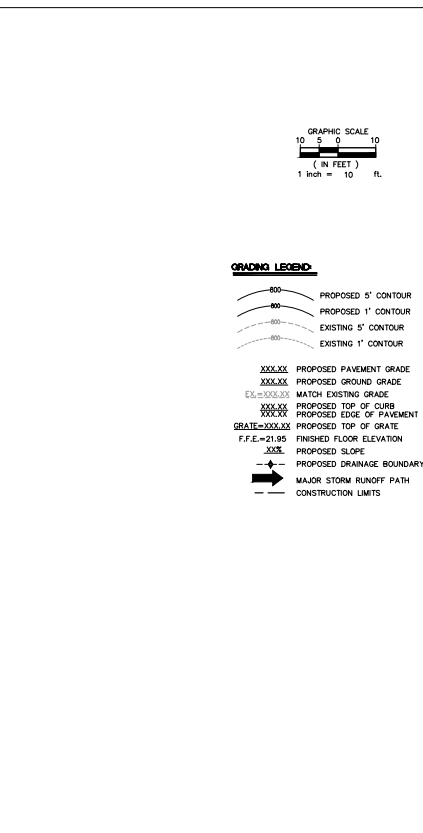 GRAPHIC SCALE
10 5 0 10
( IN FEET )
1 inch = 10 ft.
GRADING LEGEND:
800 PROPOSED 5' CONTOUR
800 PROPOSED 1' CONTOUR
800 EXISTING 5' CONTOUR
800 EXISTING 1' CONTOUR
XXX.XX PROPOSED PAVEMENT GRADE
XXX.XX PROPOSED GROUND GRADE
EX.=XXX.XX MATCH EXISTING GRADE
XXX.XX PROPOSED TOP OF CURB
XXX.XX PROPOSED EDGE OF PAVEMENT
GRATE=XXX.XX PROPOSED TOP OF GRATE
F.F.E.=21.95 FINISHED FLOOR ELEVATION
XX% PROPOSED SLOPE
PROPOSED DRAINAGE BOUNDARY
MAJOR STORM RUNOFF PATH
CONSTRUCTION LIMITS